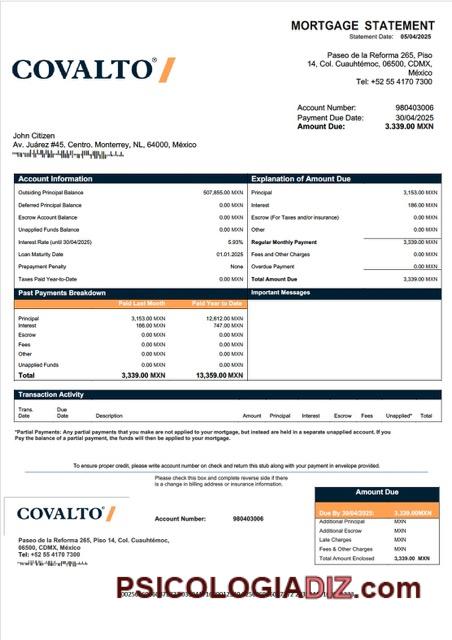 MORTGAGE STATEMENT
Statement Date: 05/04/2025
COVALTO®
Paseo de la Reforma 265, Piso
14, Col. Cuauhtémoc, 06500, CDMX,
México
Tel: +52 55 4170 7300
Account Number: 980403006
Payment Due Date: 30/04/2025
Amount Due: 3.339.00 MXN
John Citizen
Av. Juárez #45, Centro, Monterrey, NL, 64000, México
Account Information
Outsiding Principal Balance 507,855.00 MXN
Deferred Principal Balance 0.00 MXN
Escrow Account Balance 0.00 MXN
Unapplied Funds Balance 0.00 MXN
Interest Rate (until 30/04/2025) 5.93%
Loan Maturity Date 01.01.2025
Prepayment Penalty None
Taxes Paid Year-to-Date 0.00 MXN
Explanation of Amount Due
Principal 3,153.00 MXN
Interest 186.00 MXN
Escrow (For Taxes and/or insurance) 0.00 MXN
Other 0.00 MXN
Regular Monthly Payment 3,339.00 MXN
Fees and Other Charges 0.00 MXN
Overdue Payment 0.00 MXN
Total Amount Due 3,339.00 MXN
Past Payments Breakdown
Paid Last Month Paid Year to Date
Principal 3,153.00 MXN 12,612.00 MXN
Interest 186.00 MXN 747.00 MXN
Escrow 0.00 MXN 0.00 MXN
Fees 0.00 MXN 0.00 MXN
Other 0.00 MXN 0.00 MXN
Unapplied Funds 0.00 MXN 0.00 MXN
Total 3,339.00 MXN 13,359.00 MXN
Important Messages
Transcription Activity
Trans. Date Due Date Description Amount Principal Interest Escrow Fees Unapplied* Total
*Partial Payments: Any partial payments that you make are not applied to your mortgage, but instead are held in a separate unapplied account. If you
Pay the balance of a partial payment, the funds will then be applied to your mortgage.
To ensure proper credit, please write account number on check and return this stub along with your payment in envelope provided.
Please check this box and complete reverse side if there
is a change in billing address or insurance information.
COVALTO
Account Number: 980403006
Paseo de la Reforma 265, Piso 14, Col. Cuauhtémoc,
06500, CDMX, México
Tel: +52 55 4170 7300
Amount Due
Due By 30/04/2025: 3,339.00MXN
Additional Principal MXN
Additional Escrow MXN
Late Charges MXN
Fees & Other Charges MXN
Total Amount Enclosed 3,339.00 MXN
PSICOLOGIADIZ.com